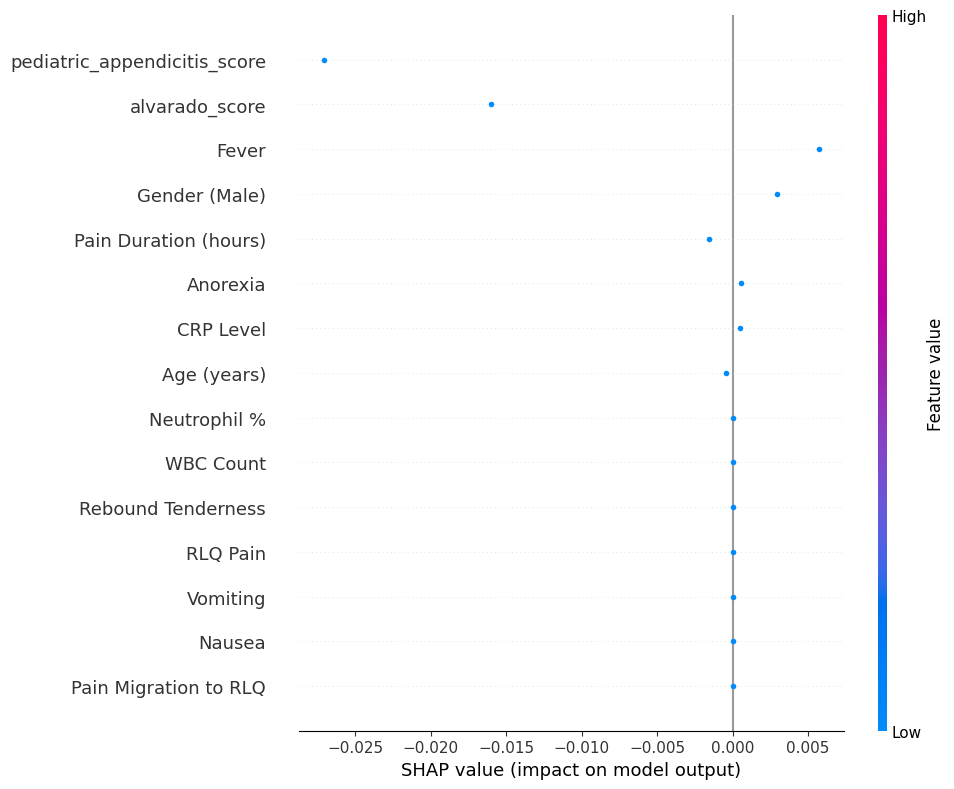 High
pediatric_appendicitis_score
alvarado_score
Fever
Gender (Male)
Pain Duration (hours)
Anorexia
CRP Level
Age (years)
Neutrophil %
WBC Count
Rebound Tenderness
RLQ Pain
Vomiting
Nausea
Pain Migration to RLQ
Feature value
Low
−0.025 −0.020 −0.015 −0.010 −0.005 0.000 0.005
SHAP value (impact on model output)